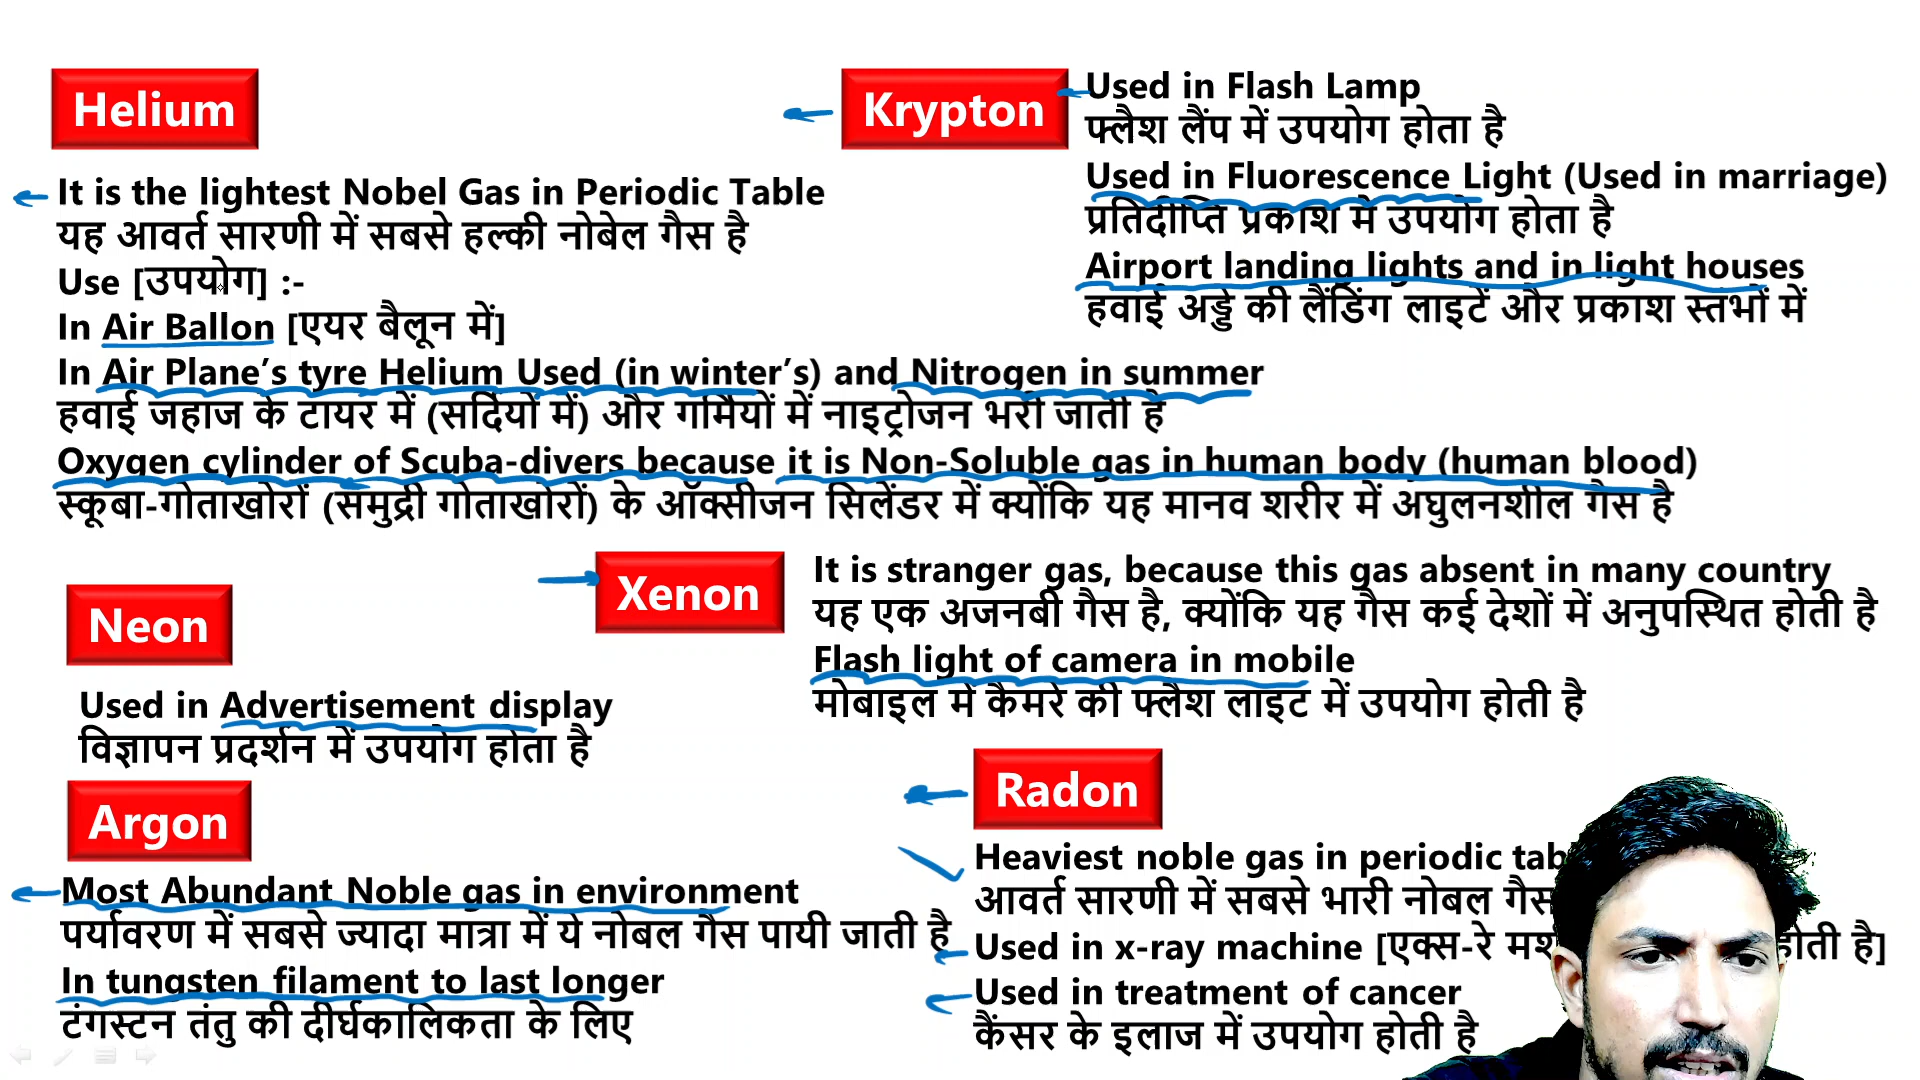 Helium
It is the lightest Nobel Gas in Periodic Table
यह आवर्त सारणी में सबसे हल्की नोबेल गैस है
Use [उपयोग] :-
In Air Ballon [एयर बैलून में]
In Air Plane’s tyre Helium Used (in winter’s) and Nitrogen in summer
हवाई जहाज के टायर में (सर्दियों में) और गर्मियों में नाइट्रोजन भरी जाती है
Oxygen cylinder of Scuba-divers because it is Non-Soluble gas in human body (human blood)
स्कूबा-गोताखोरों (समुद्री गोताखोरों) के ऑक्सीजन सिलेंडर में क्योंकि यह मानव शरीर में अघुलनशील गैस है
Krypton
Used in Flash Lamp
फ्लैश लैंप में उपयोग होता है
Used in Fluorescence Light (Used in marriage)
प्रतिदीप्ति प्रकाश में उपयोग होता है
Airport landing lights and in light houses
हवाई अड्डे की लैंडिंग लाइटें और प्रकाश स्तंभों में
Neon
Used in Advertisement display
विज्ञापन प्रदर्शन में उपयोग होता है
Xenon
It is stranger gas, because this gas absent in many country
यह एक अजनबी गैस है, क्योंकि यह गैस कई देशों में अनुपस्थित होती है
Flash light of camera in mobile
मोबाइल में कैमरे की फ्लैश लाइट में उपयोग होती है
Argon
Most Abundant Noble gas in environment
पर्यावरण में सबसे ज्यादा मात्रा में ये नोबल गैस पायी जाती है
In tungsten filament to last longer
टंगस्टन तंतु की दीर्घकालिकता के लिए
Radon
Heaviest noble gas in periodic
आवर्त सारणी में सबसे भारी नोबल गैस
Used in x-ray machine [एक्स-रे होती है]
Used in treatment of cancer
कैंसर के इलाज में उपयोग होती है